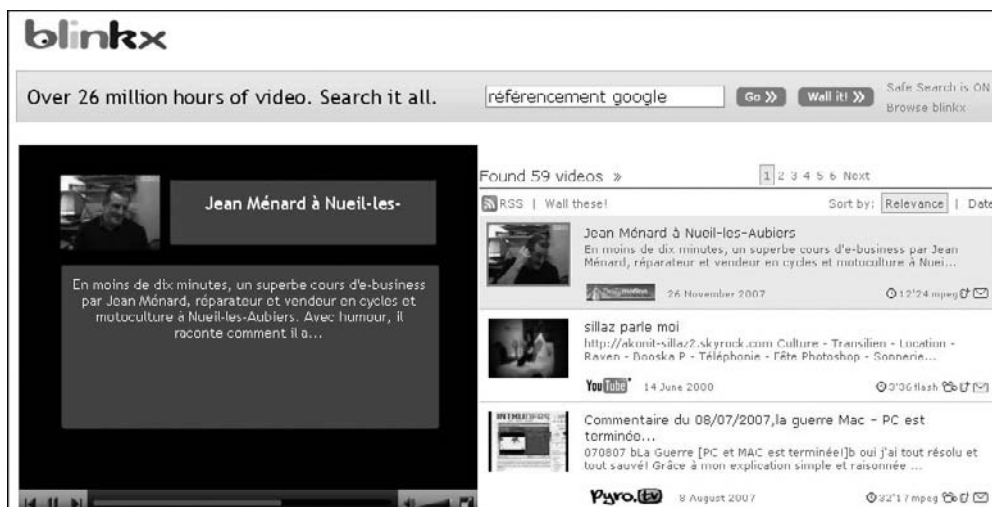 blinkx
Over 26 million hours of video. Search it all.
référencement google
Go »
Wall it! »
Safe Search is ON
Browse blinkx
Jean Ménard à Nueil-les-
En moins de dix minutes, un superbe cours d'e-business
par Jean Ménard, réparateur et vendeur en cycles et
motoculture à Nueil-les-Aubiers. Avec humour, il
raconte comment il a...
Found 59 videos »
1 2 3 4 5 6 Next
RSS | Wall these!
Sort by: Relevance | Date
Jean Ménard à Nueil-les-Aubiers
En moins de dix minutes, un superbe cours d'e-business par Jean
Ménard, réparateur et vendeur en cycles et motoculture à Nuei...
26 November 2007
12'24 mpeg
sillaz parle moi
http://akonit-sillaz2.skyrock.com Culture - Transilien - Location -
Raven - Booska P - Téléphonie - Fête Photoshop - Sonnerie...
YouTube
14 June 2000
3'36 flash
Commentaire du 08/07/2007,la guerre Mac - PC est
terminée...
070807 bLa Guerre [PC et MAC est terminée!]b oui j'ai tout résolu et
tout sauvé! Grâce à mon explication simple et raisonnée ...
Pyro.tv
8 August 2007
32'17 mpeg